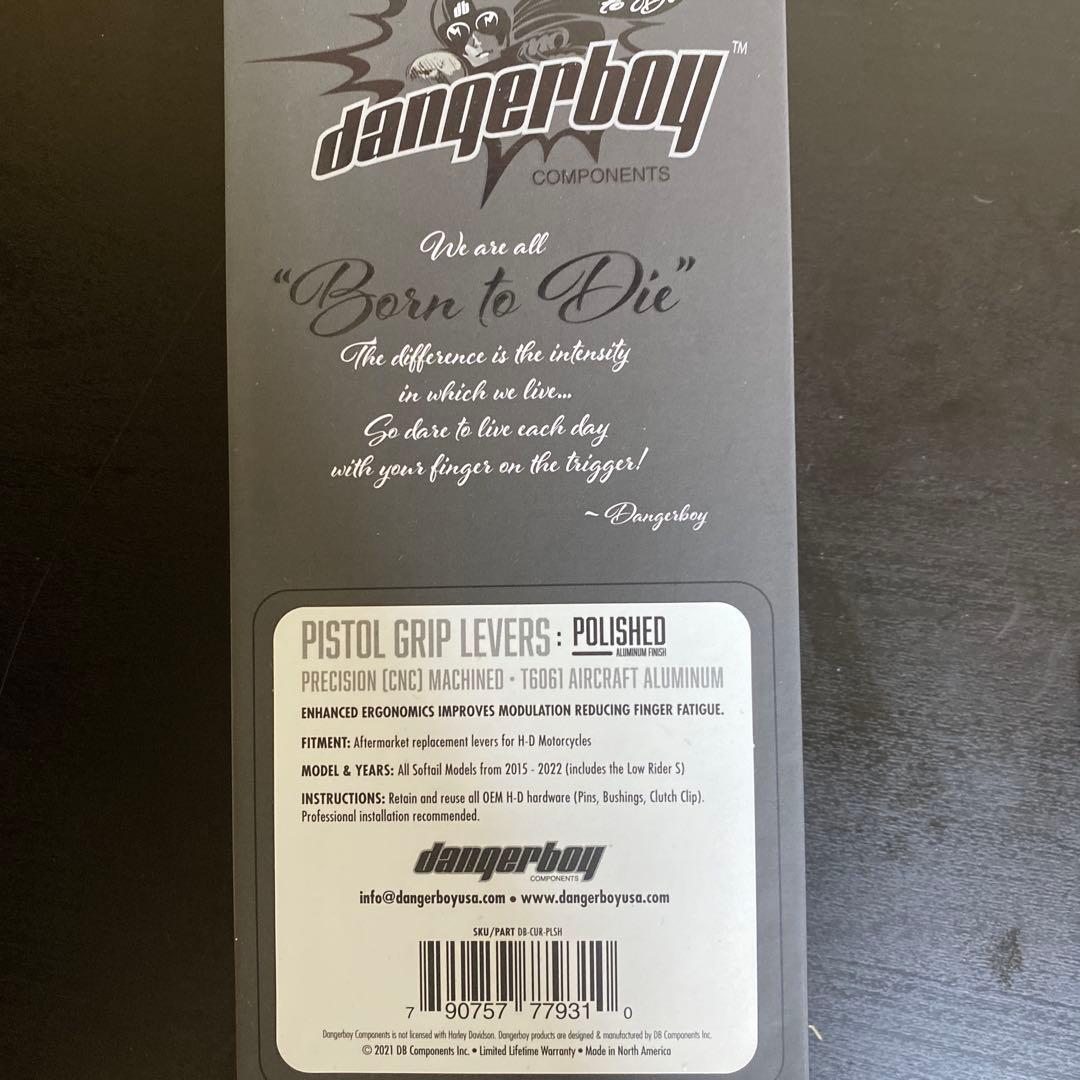 db
dangerboy™
COMPONENTS
We are all
“Born to Die”
The difference is the intensity
in which we live...
So dare to live each day
with your finger on the trigger!
~ Dangerboy
PISTOL GRIP LEVERS: POLISHED
ALUMINUM FINISH
PRECISION (CNC) MACHINED • T6061 AIRCRAFT ALUMINUM
ENHANCED ERGONOMICS IMPROVES MODULATION REDUCING FINGER FATIGUE.
FITMENT: Aftermarket replacement levers for H-D Motorcycles
MODEL & YEARS: All Softail Models from 2015 - 2022 (includes the Low Rider S)
INSTRUCTIONS: Retain and reuse all OEM H-D hardware (Pins, Bushings, Clutch Clip).
Professional installation recommended.
dangerboy
COMPONENTS
info@dangerboyusa.com • www.dangerboyusa.com
SKU/PART DB-CUR-PLSH
7 90757 77931 0
Dangerboy Components is not licensed with Harley Davidson. Dangerboy products are designed & manufactured by DB Components Inc.
© 2021 DB Components Inc. • Limited Lifetime Warranty • Made in North America